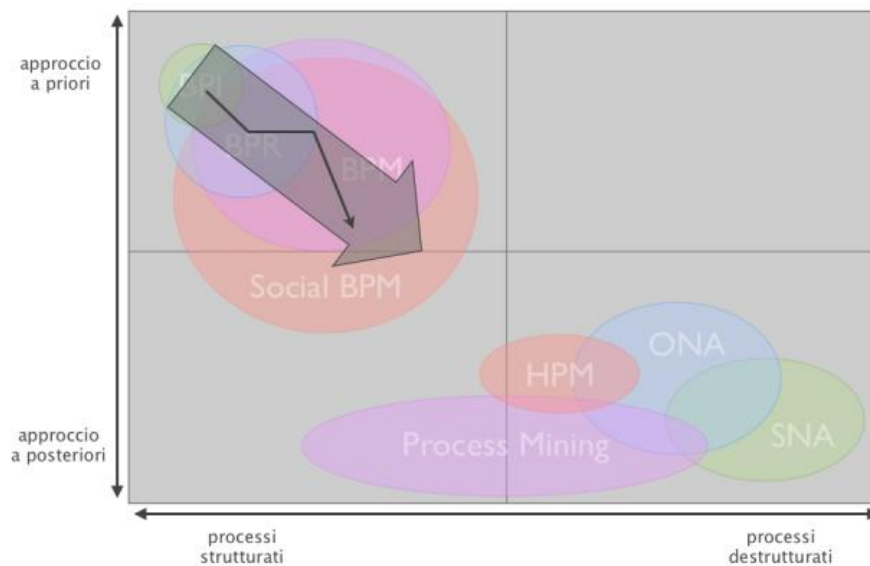 approccio
a priori
BPI
BPR
BPM
Social BPM
ONA
HPM
SNA
Process Mining
approccio
a posteriori
processi
strutturati
processi
destrutturati